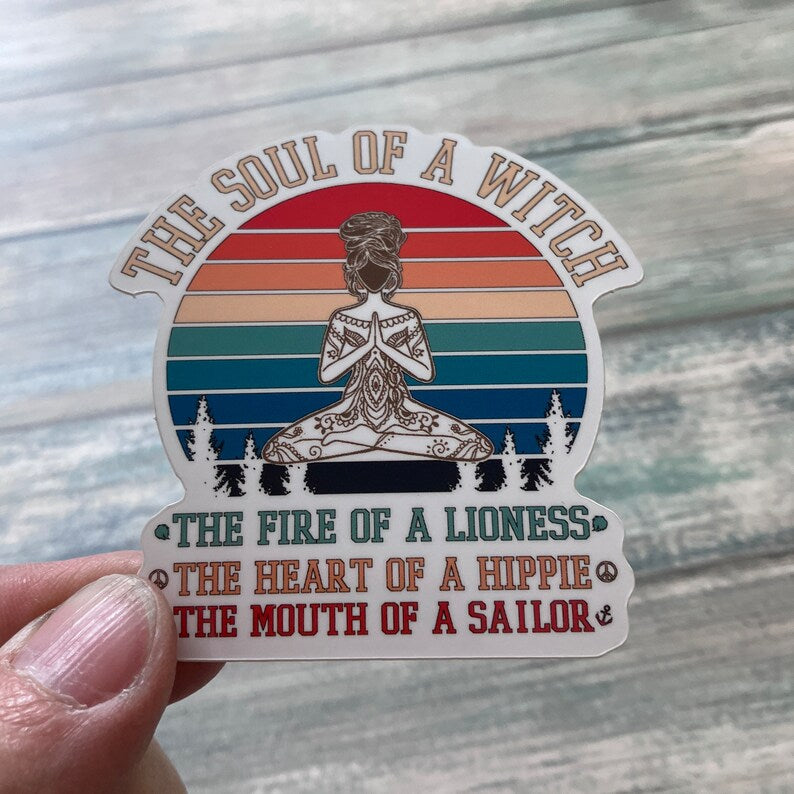 THE SOUL OF A WITCH
THE FIRE OF A LIONESS
THE HEART OF A HIPPIE
THE MOUTH OF A SAILOR